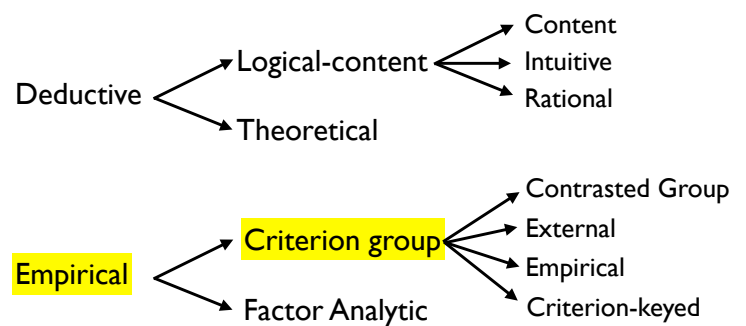 Deductive
Logical-content
Content
Intuitive
Rational
Theoretical
Empirical
Criterion group
Contrasted Group
External
Empirical
Criterion-keyed
Factor Analytic